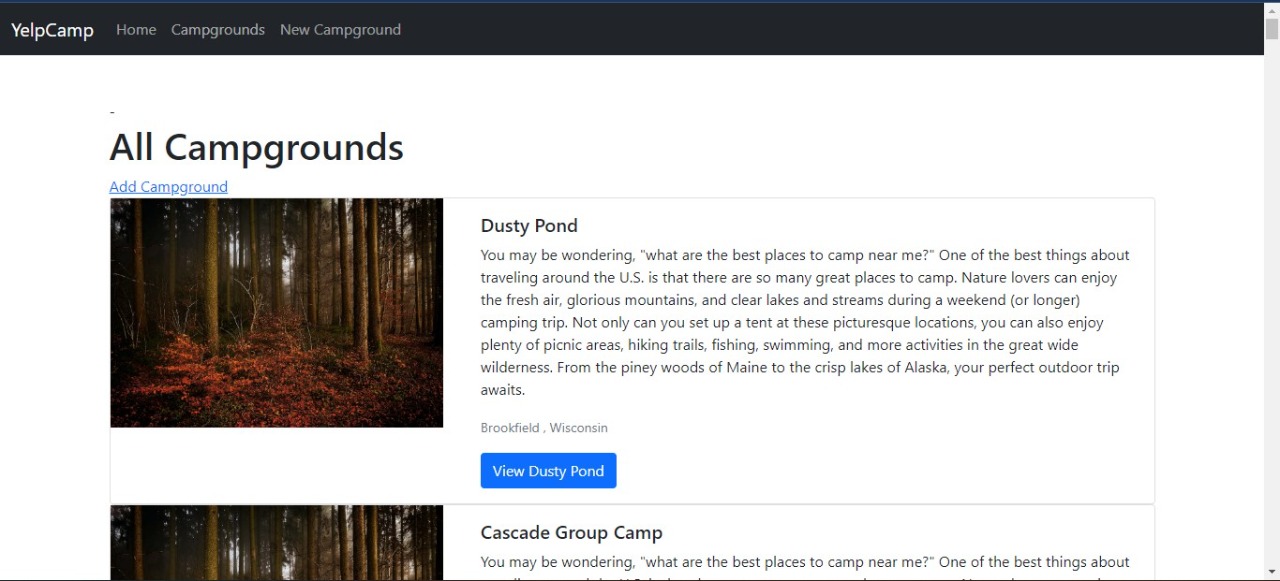 YelpCamp Home Campgrounds New Campground
-
All Campgrounds
Add Campground
Dusty Pond
You may be wondering, "what are the best places to camp near me?" One of the best things about
traveling around the U.S. is that there are so many great places to camp. Nature lovers can enjoy
the fresh air, glorious mountains, and clear lakes and streams during a weekend (or longer)
camping trip. Not only can you set up a tent at these picturesque locations, you can also enjoy
plenty of picnic areas, hiking trails, fishing, swimming, and more activities in the great wide
wilderness. From the piney woods of Maine to the crisp lakes of Alaska, your perfect outdoor trip
awaits.
Brookfield , Wisconsin
View Dusty Pond
Cascade Group Camp
You may be wondering, "what are the best places to camp near me?" One of the best things about